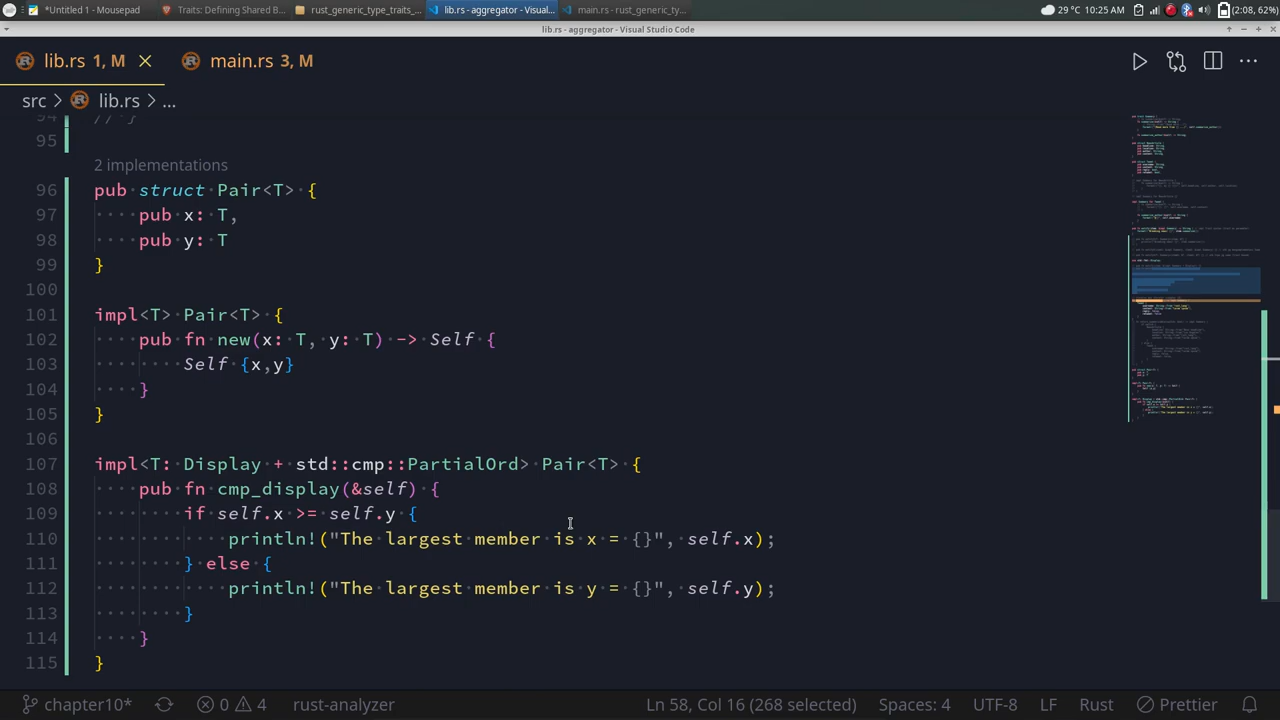 *Untitled 1 - Mousepad
Traits: Defining Shared B...
rust_generic_type_traits_...
lib.rs - aggregator - Visual...
main.rs - rust_generic_ty...
29 °C 10:25 AM (2:08, 62%)
lib.rs - aggregator - Visual Studio Code
lib.rs 1, M
main.rs 3, M
src > lib.rs > ...
94 // }
95
2 implementations
96 pub struct Pair<T> {
97 ····pub x: T,
98 ····pub y: T
99 }
100
101 impl<T> Pair<T> {
102 ····pub fn new(x: T, y: T) -> Self {
103 ········Self {x,y}
104 ····}
105 }
106
107 impl<T: Display + std::cmp::PartialOrd> Pair<T> {
108 ····pub fn cmp_display(&self) {
109 ········if self.x >= self.y {
110 ············println!("The largest member is x = {}", self.x);
111 ········} else {
112 ············println!("The largest member is y = {}", self.y);
113 ········}
114 ····}
115 }
chapter10* 0 4 rust-analyzer Ln 58, Col 16 (268 selected) Spaces: 4 UTF-8 LF Rust Prettier